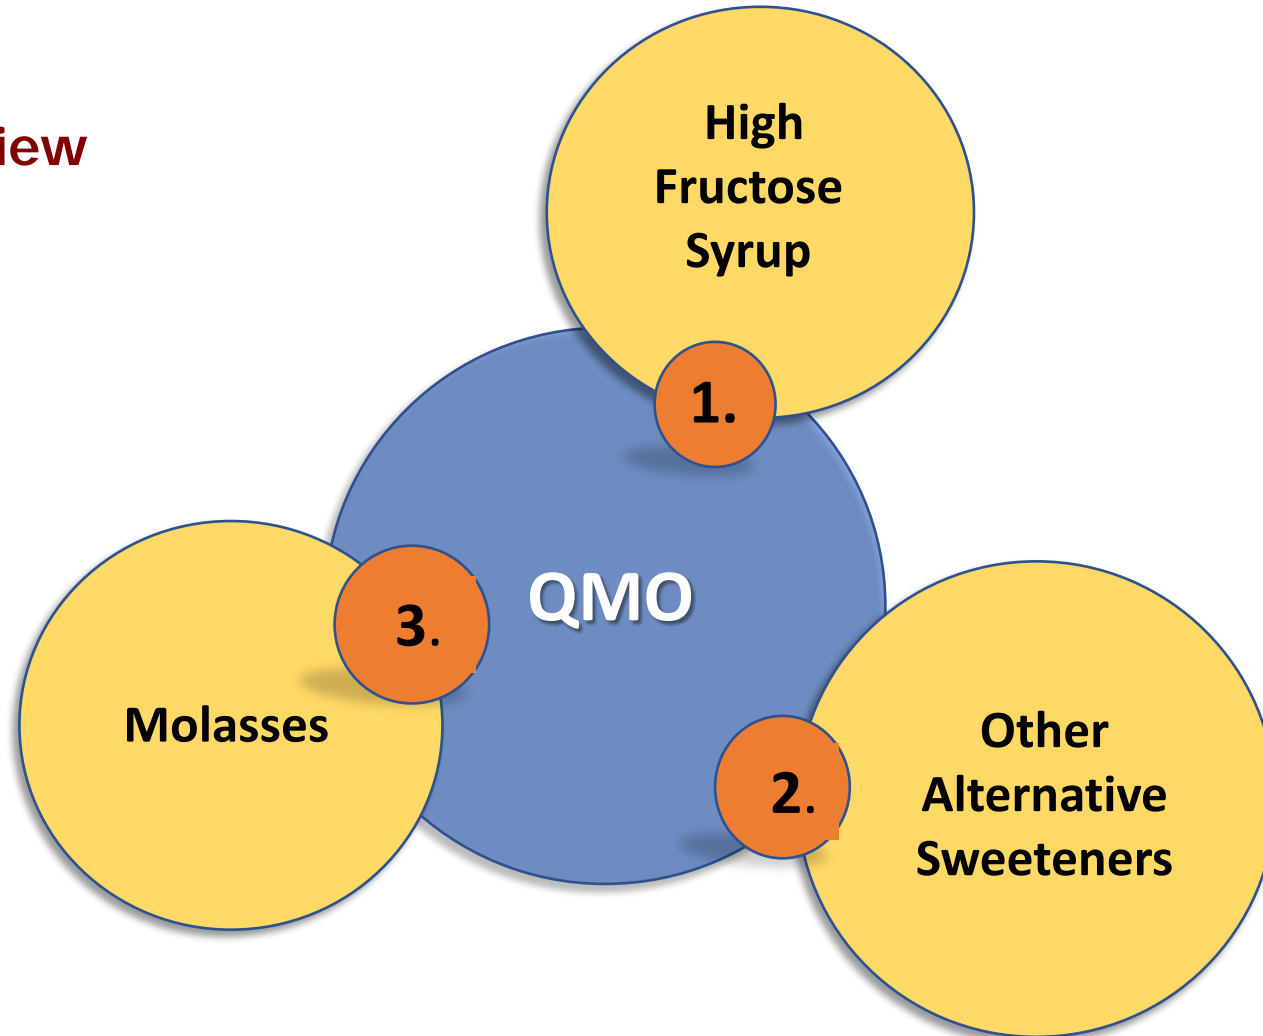 iew
High
Fructose
Syrup
1.
QMO
3.
Molasses
2.
Other
Alternative
Sweeteners